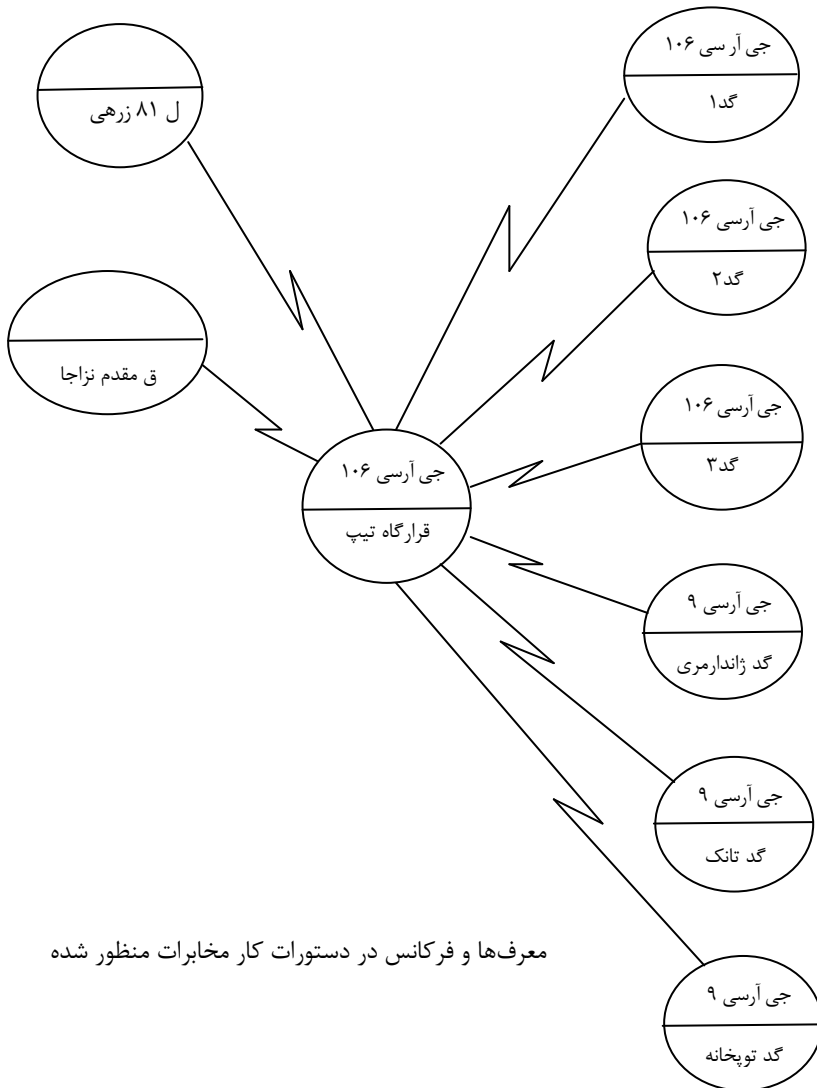 جی آر سی ۱۰۶
گد۱
ل ۸۱ زرهی
جی آرسی ۱۰۶
گد۲
ق مقدم نزاجا
جی آرسی ۱۰۶
گد۳
جی آرسی ۱۰۶
قرارگاه تیپ
جی آرسی ۹
گد ژاندارمری
جی آرسی ۹
گد تانک
معرف‌ها و فرکانس در دستورات کار مخابرات منظور شده
جی آرسی ۹
گد توپخانه